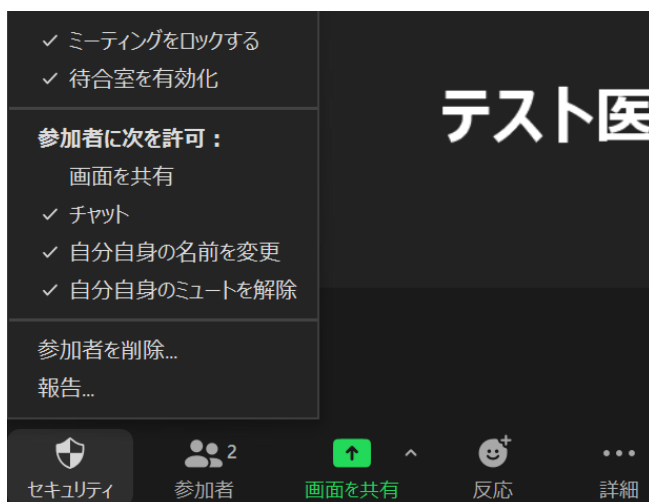 ミーティングをロックする
待合室を有効化
テスト医
参加者に次を許可：
画面を共有
チャット
自分自身の名前を変更
自分自身のミュートを解除
参加者を削除...
報告...
セキュリティ
2
参加者
画面を共有
反応
詳細